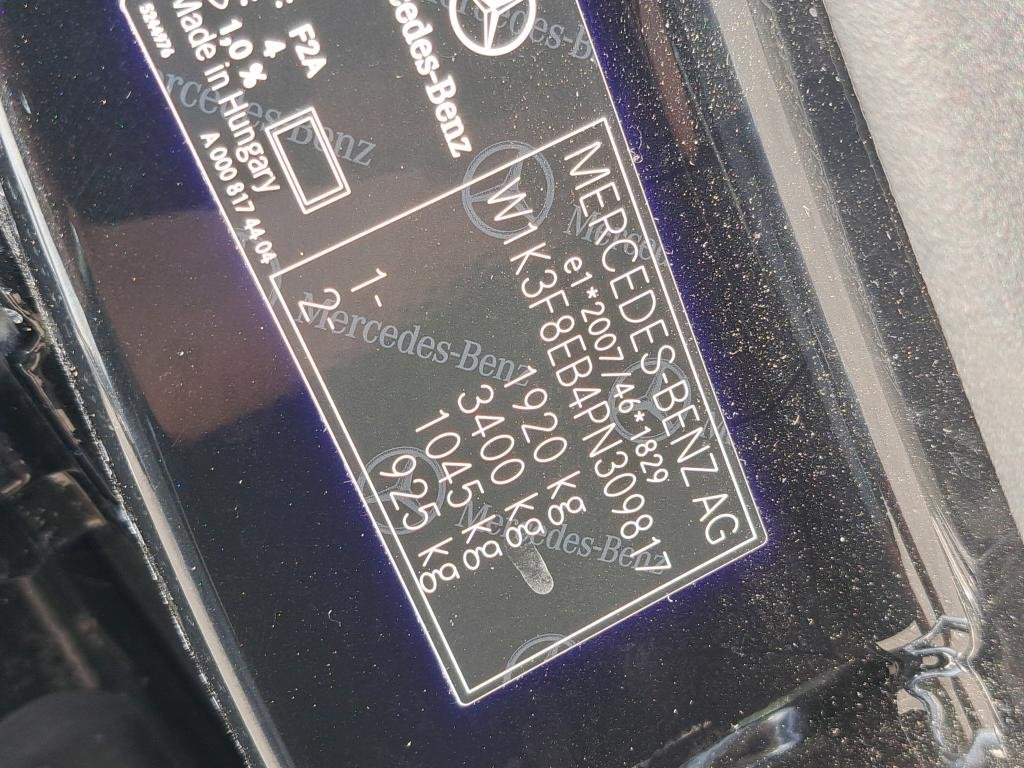 MERCEDES-BENZ AG
e1*2007/46*1829
W1K3F8EB4PN309817
1920 kg
3400 kg
1- 1045 kg
2- 925 kg
Mercedes-Benz
F2A
4
1.0 %
Made in Hungary
A 000 817 44 04